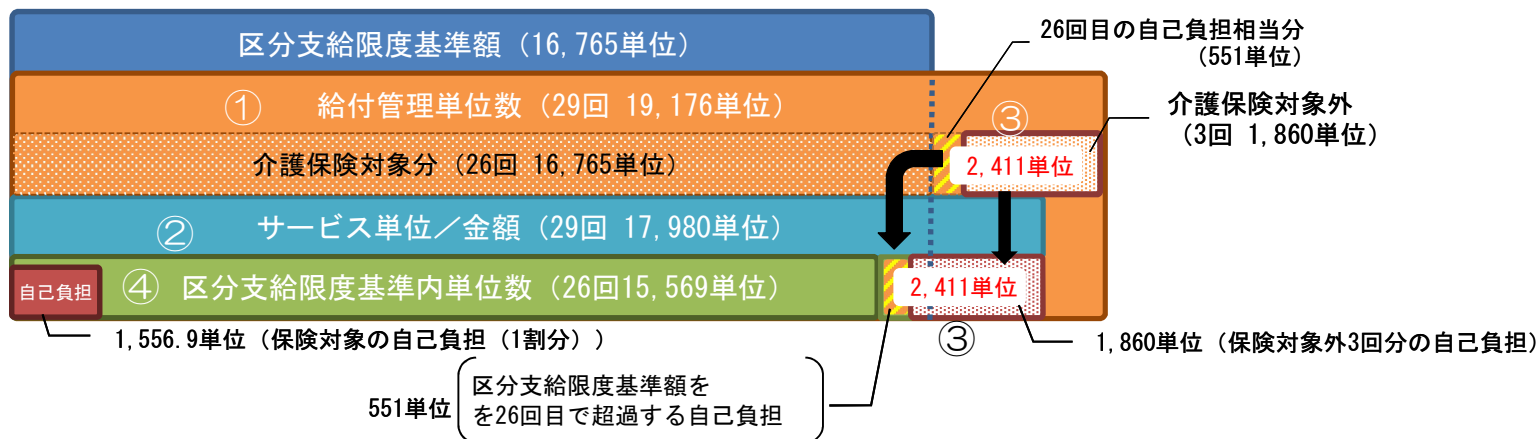 区分支給限度基準額（16,765単位）
26回目の自己負担相当分
（551単位）
① 給付管理単位数（29回 19,176単位）
③
介護保険対象外
（3回 1,860単位）
介護保険対象分（26回 16,765単位）
2,411単位
② サービス単位／金額（29回 17,980単位）
自己負担
④ 区分支給限度基準内単位数（26回15,569単位）
2,411単位
③
1,556.9単位（保険対象の自己負担（1割分））
1,860単位（保険対象外3回分の自己負担）
551単位
区分支給限度基準額を
を26回目で超過する自己負担